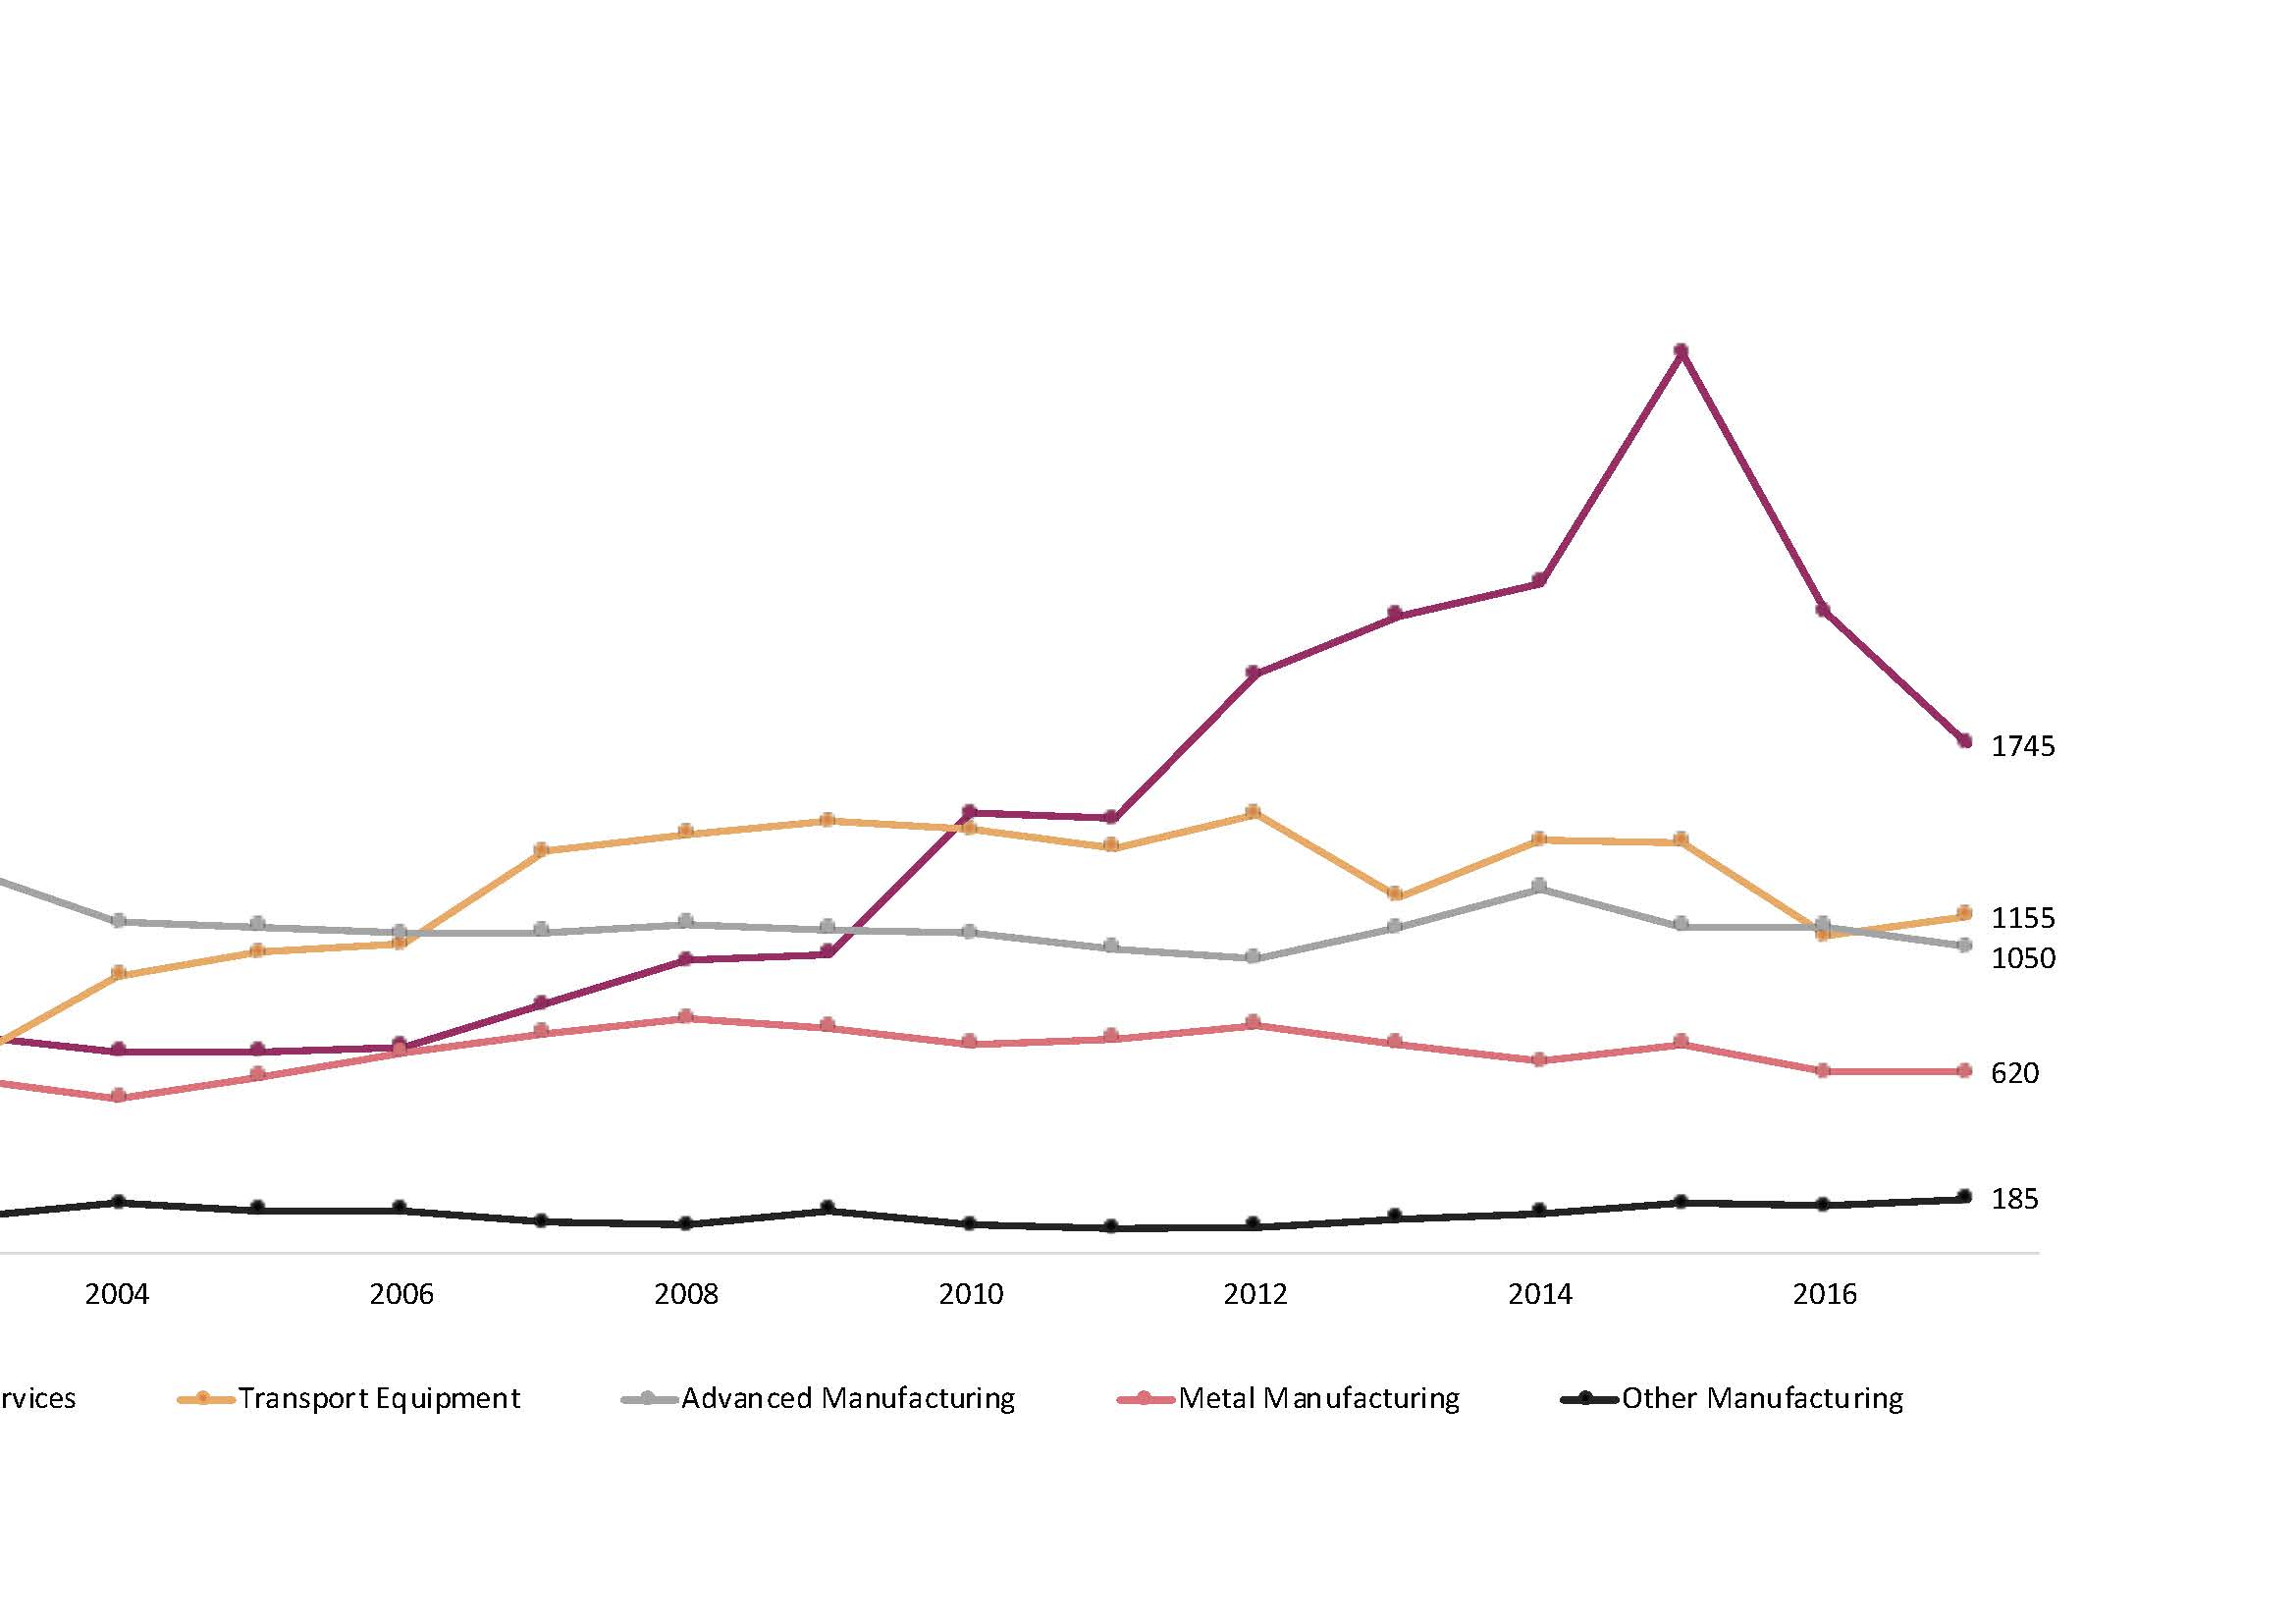 1745
1155
1050
620
185
2004 2006 2008 2010 2012 2014 2016
rvices Transport Equipment Advanced Manufacturing Metal Manufacturing Other Manufacturing